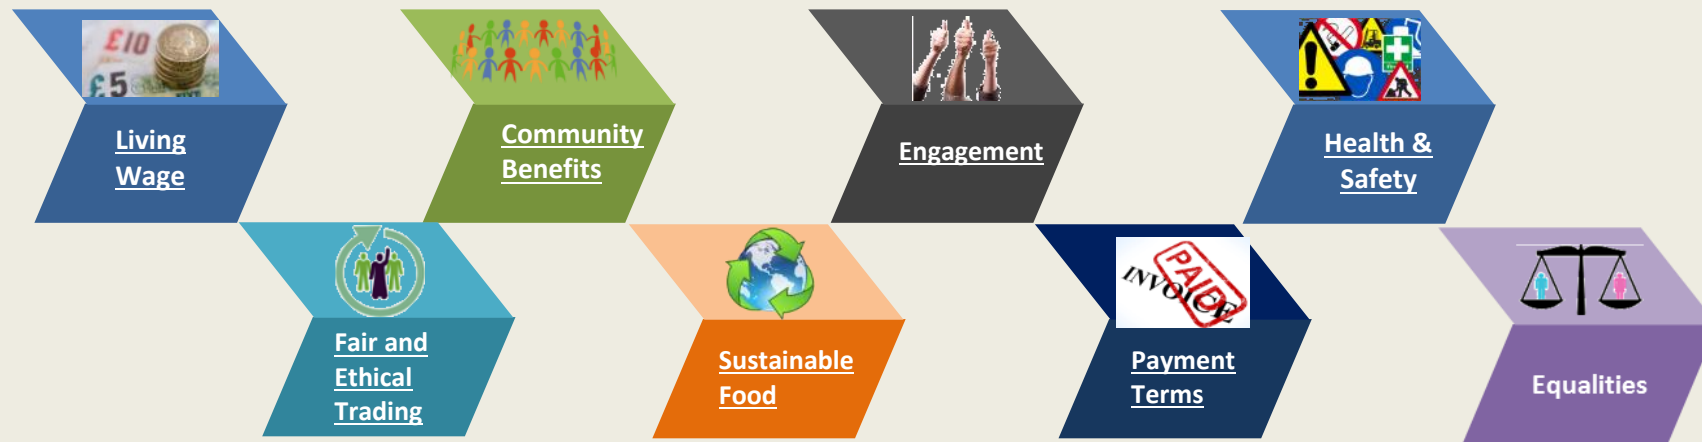 £10
£5
Living
Wage
Community
Benefits
Engagement
Health &
Safety
Fair and
Ethical
Trading
Sustainable
Food
INVOICE
PAID
Payment
Terms
Equalities